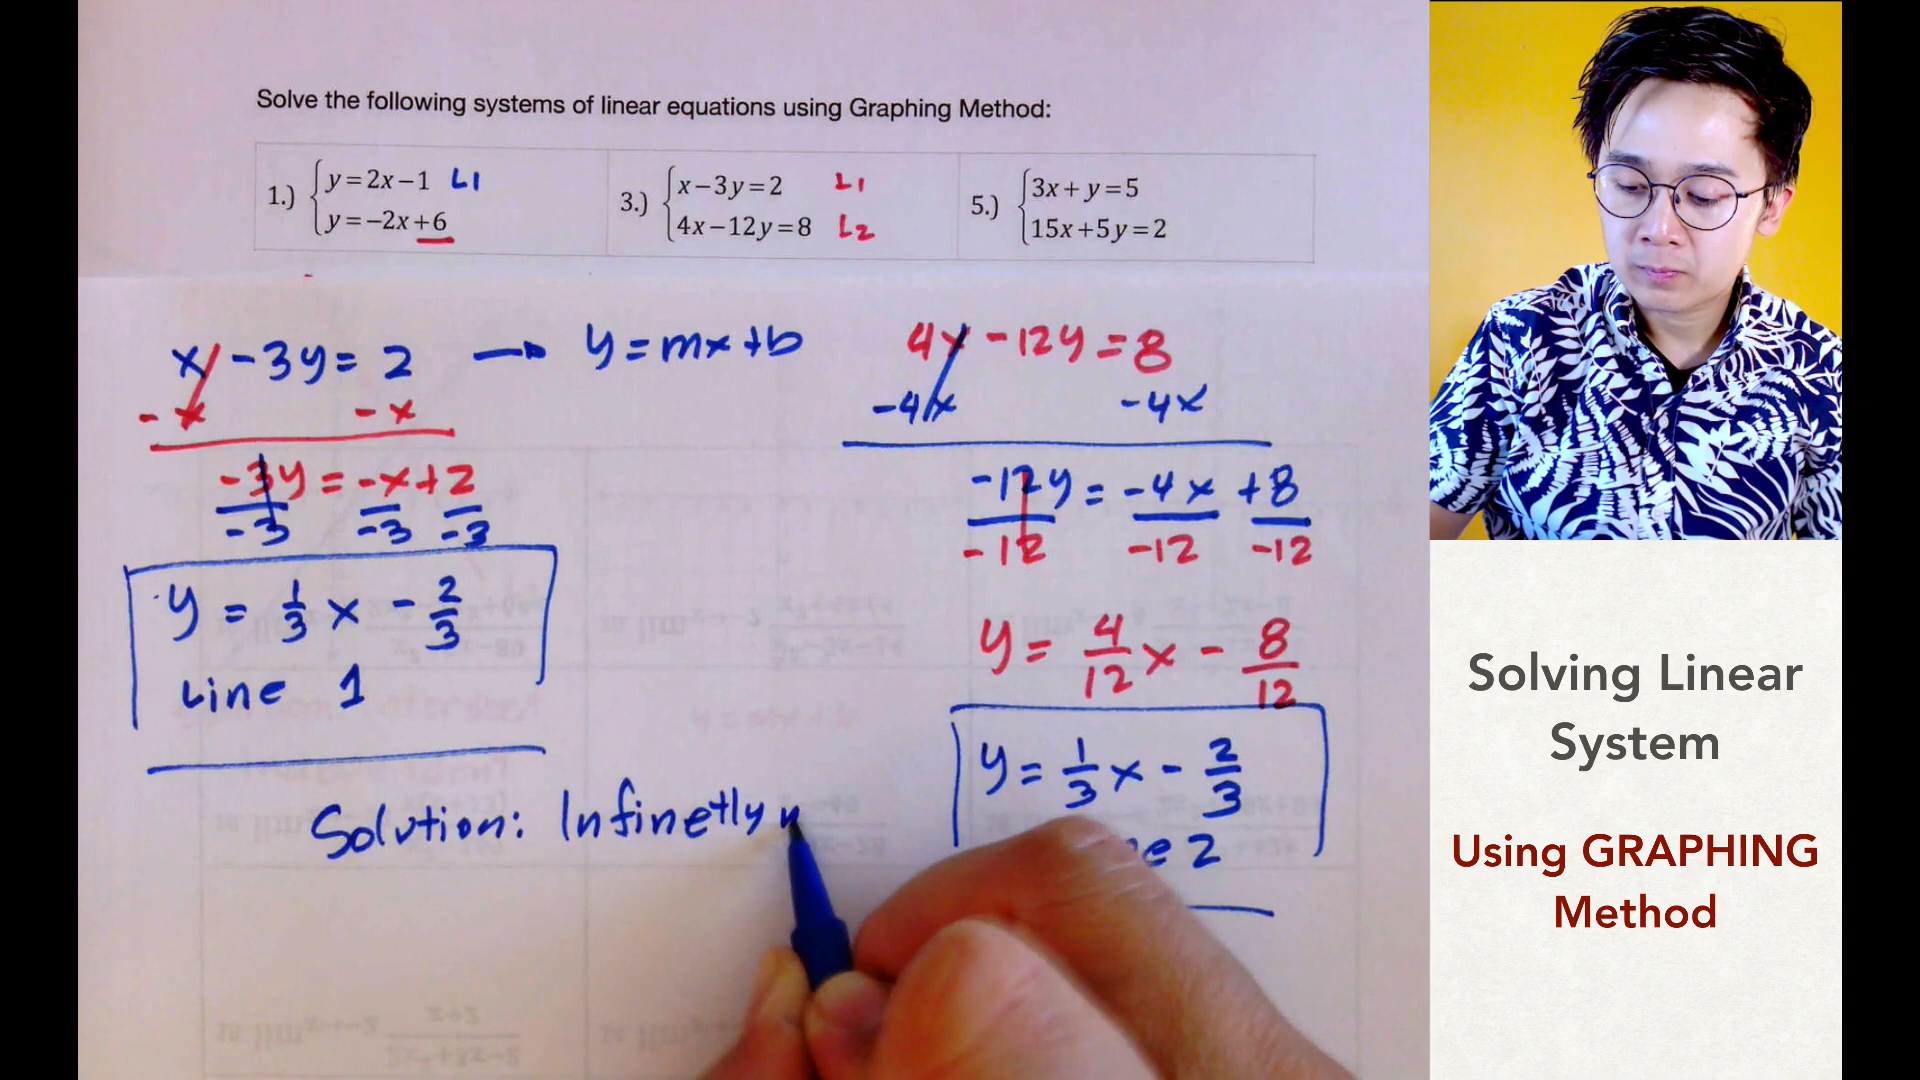 Solve the following systems of linear equations using Graphing Method:
1.) y=2x−1 L1
y=−2x+6
3.) x−3y=2 L1
4x−12y=8 L2
5.) 3x+y=5
15x+5y=2
x -3y = 2 → y = mx+b
-x -x
-3y = -x+2
-3 -3 -3
y = 1/3 x - 2/3
Line 1
4x -12y = 8
-4x -4x
-12y = -4x +8
-12 -12 -12
y = 4/12 x - 8/12
y = 1/3 x - 2/3
e 2
Solution: Infinetly
Solving Linear
System
Using GRAPHING
Method